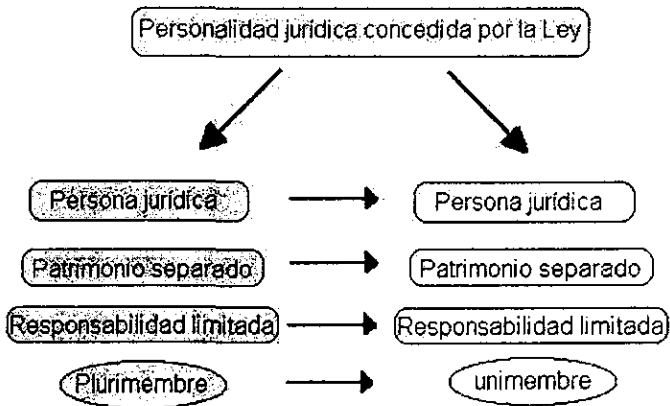 Personalidad jurídica concedida por la Ley
Persona jurídica Persona jurídica
Patrimonio separado Patrimonio separado
Responsabilidad limitada Responsabilidad limitada
Plurimembre unimembre